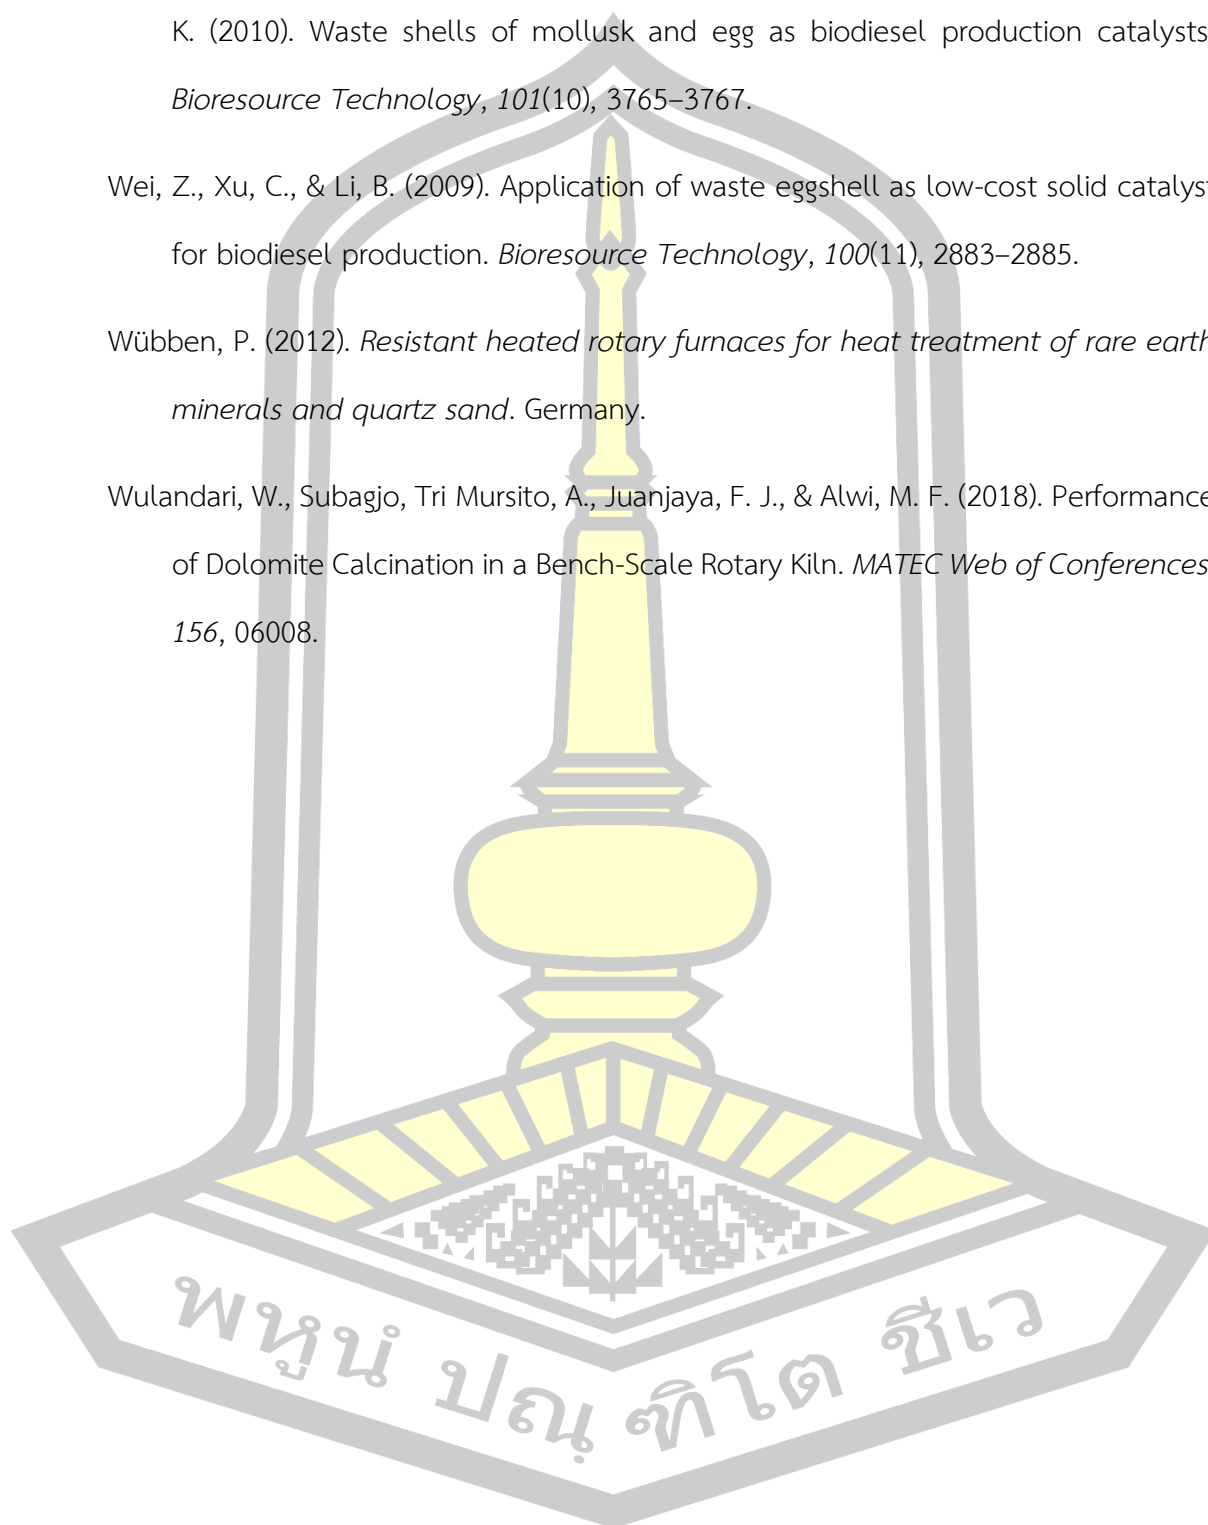 K. (2010). Waste shells of mollusk and egg as biodiesel production catalysts
Bioresource Technology, 101(10), 3765–3767.
Wei, Z., Xu, C., & Li, B. (2009). Application of waste eggshell as low-cost solid catalyst
for biodiesel production. Bioresource Technology, 100(11), 2883–2885.
Wübben, P. (2012). Resistant heated rotary furnaces for heat treatment of rare earth
minerals and quartz sand. Germany.
Wulandari, W., Subagjo, Tri Mursito, A., Juanjaya, F. J., & Alwi, M. F. (2018). Performance
of Dolomite Calcination in a Bench-Scale Rotary Kiln. MATEC Web of Conferences
156, 06008.
พหูนํ ปณฺ ฑิโต ชีเว